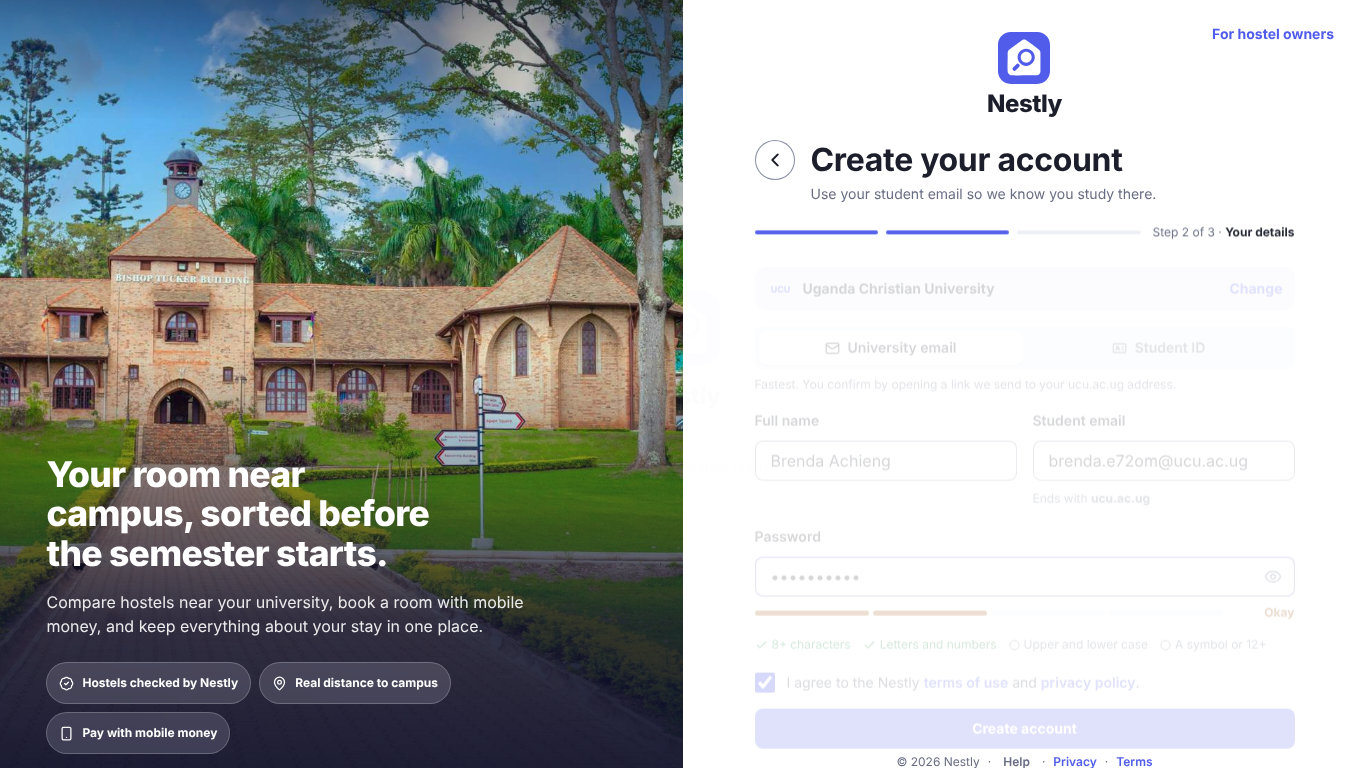 For hostel owners
Nestly
Create your account
Use your student email so we know you study there.
Step 2 of 3 · Your details
UCU Uganda Christian University Change
University email Student ID
Fastest. You confirm by opening a link we send to your ucu.ac.ug address.
Full name Student email
Brenda Achieng brenda.e72om@ucu.ac.ug
Ends with ucu.ac.ug
Password
••••••••••
Okay
8+ characters Letters and numbers Upper and lower case A symbol or 12+
I agree to the Nestly terms of use and privacy policy.
Create account
© 2026 Nestly · Help · Privacy · Terms
BISHOP TUCKER BUILDING
Your room near
campus, sorted before
the semester starts.
Compare hostels near your university, book a room with mobile
money, and keep everything about your stay in one place.
Hostels checked by Nestly Real distance to campus
Pay with mobile money